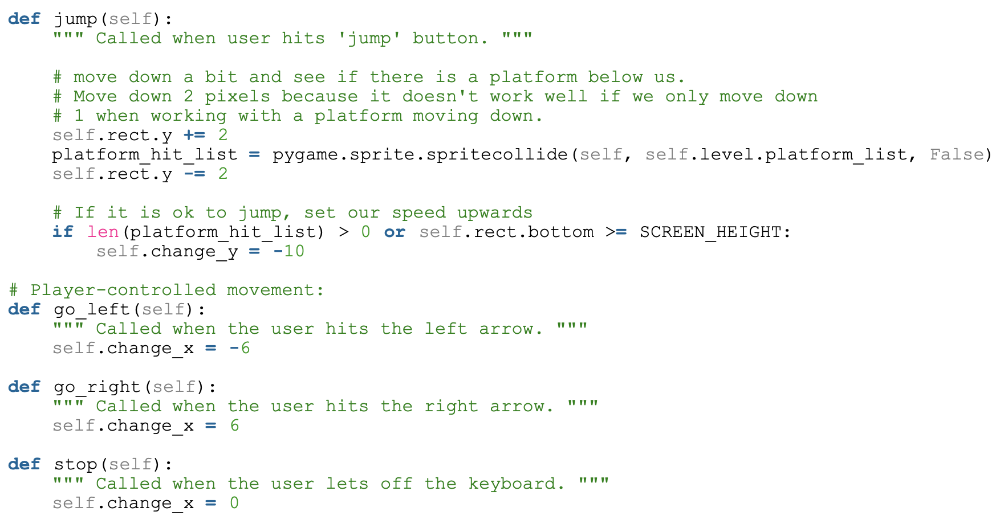 def jump(self):
    """ Called when user hits 'jump' button. """

    # move down a bit and see if there is a platform below us.
    # Move down 2 pixels because it doesn't work well if we only move down
    # 1 when working with a platform moving down.
    self.rect.y += 2
    platform_hit_list = pygame.sprite.spritecollide(self, self.level.platform_list, False)
    self.rect.y -= 2

    # If it is ok to jump, set our speed upwards
    if len(platform_hit_list) > 0 or self.rect.bottom >= SCREEN_HEIGHT:
        self.change_y = -10

# Player-controlled movement:
def go_left(self):
    """ Called when the user hits the left arrow. """
    self.change_x = -6

def go_right(self):
    """ Called when the user hits the right arrow. """
    self.change_x = 6

def stop(self):
    """ Called when the user lets off the keyboard. """
    self.change_x = 0